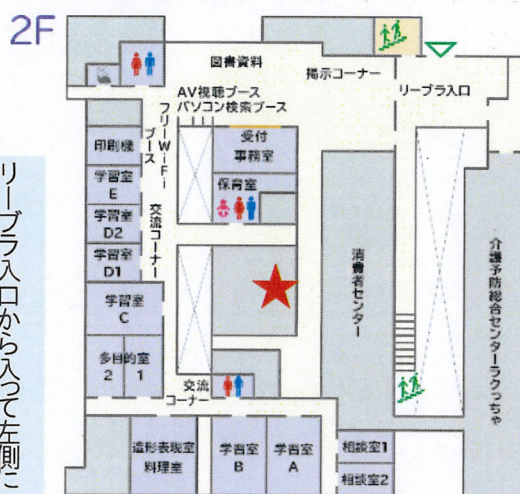 2F
図書資料
掲示コーナー
リーブラ入口
AV視聴ブース
パソコン検索ブース
フリーWiFi
ブース
受付
事務室
保育室
印刷機
学習室
E
学習室
D2
学習室
D1
学習室
C
多目的室
2 1
交流コーナー
交流
コーナー
造形表現室
料理室
学習室
B
学習室
A
消費者センター
相談室1
相談室2
介護予防総合センターラクっちゃ
リーブラ入口から入って左側に